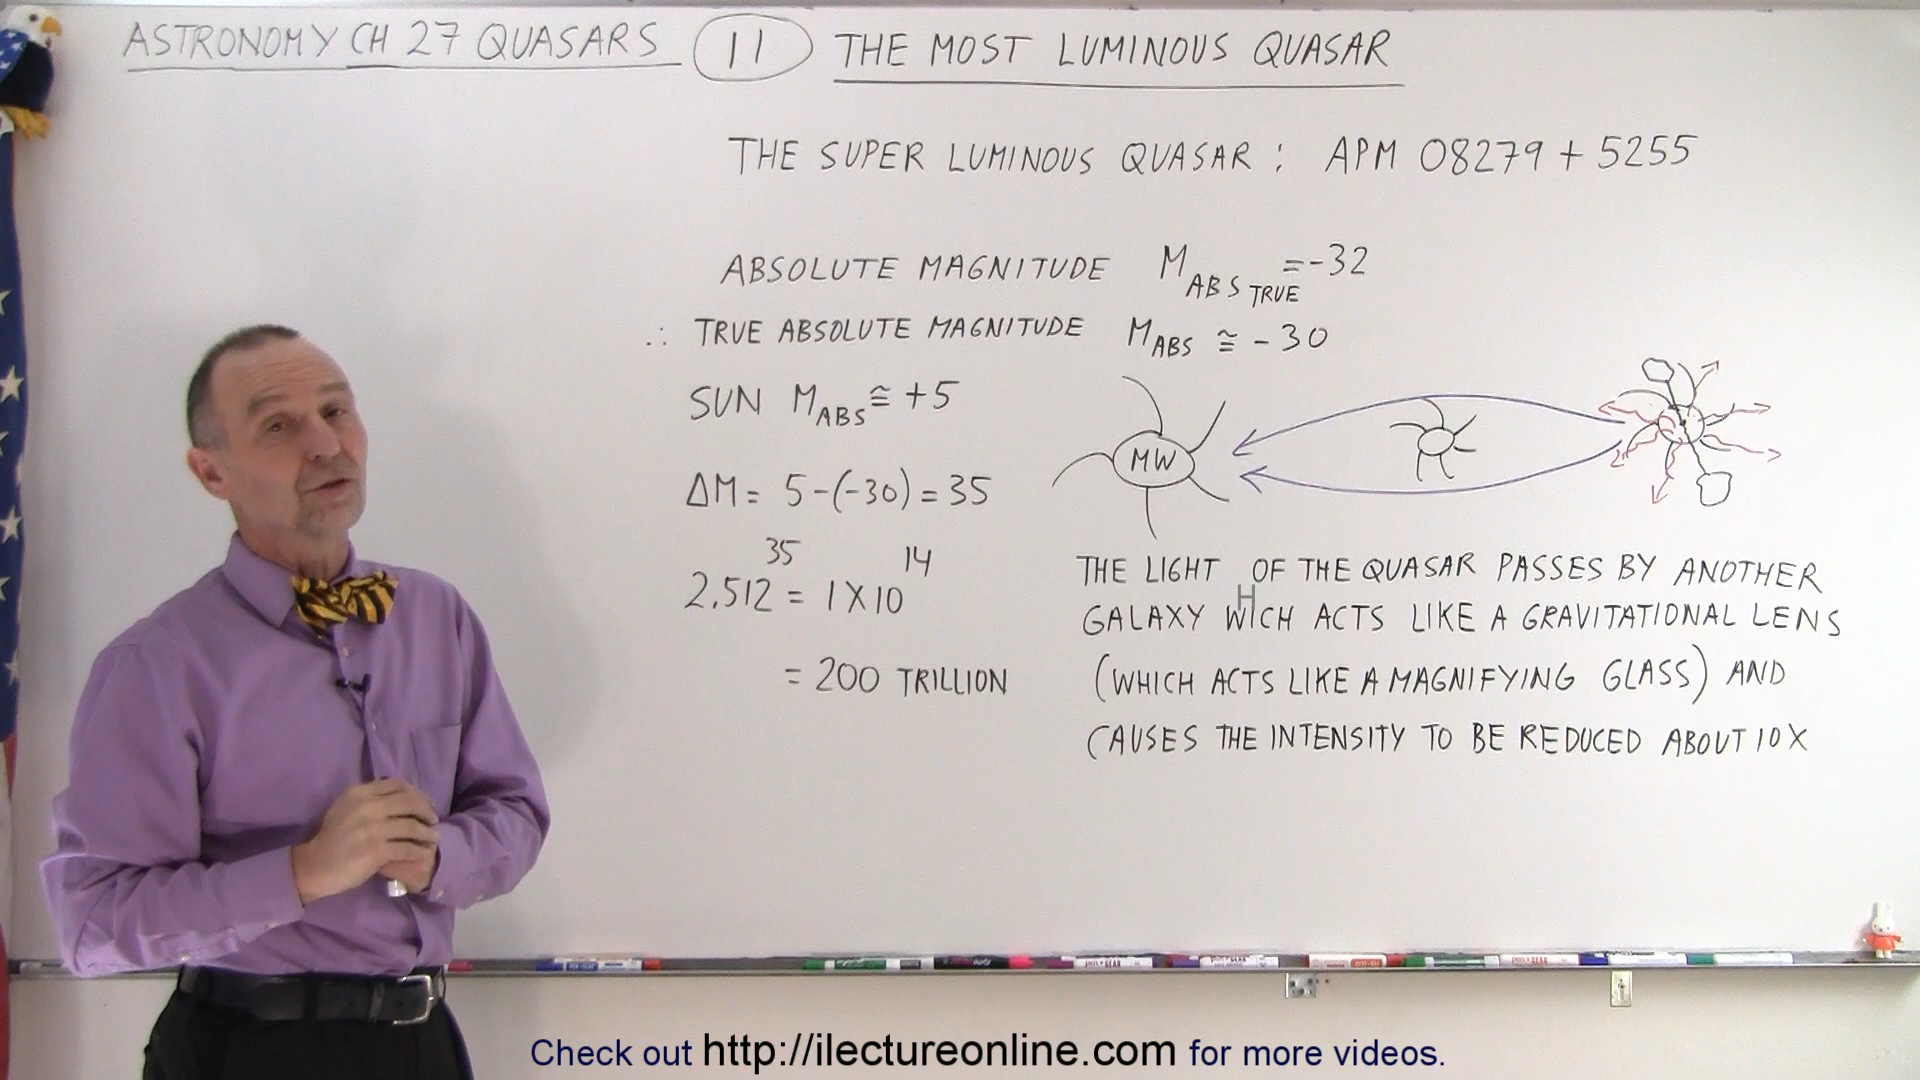 ASTRONOMY CH 27 QUASARS 11 THE MOST LUMINOUS QUASAR
THE SUPER LUMINOUS QUASAR : APM 08279 + 5255
ABSOLUTE MAGNITUDE M ABS TRUE = -32
∴ TRUE ABSOLUTE MAGNITUDE M ABS ≅ - 30
SUN M ABS ≅ +5
ΔM = 5 - (-30) = 35
2.512^35 = 1 X 10^14
= 200 TRILLION
MW
THE LIGHT OF THE QUASAR PASSES BY ANOTHER
GALAXY WHICH ACTS LIKE A GRAVITATIONAL LENS
(WHICH ACTS LIKE A MAGNIFYING GLASS) AND
CAUSES THE INTENSITY TO BE REDUCED ABOUT 10X
Check out http://ilectureonline.com for more videos.